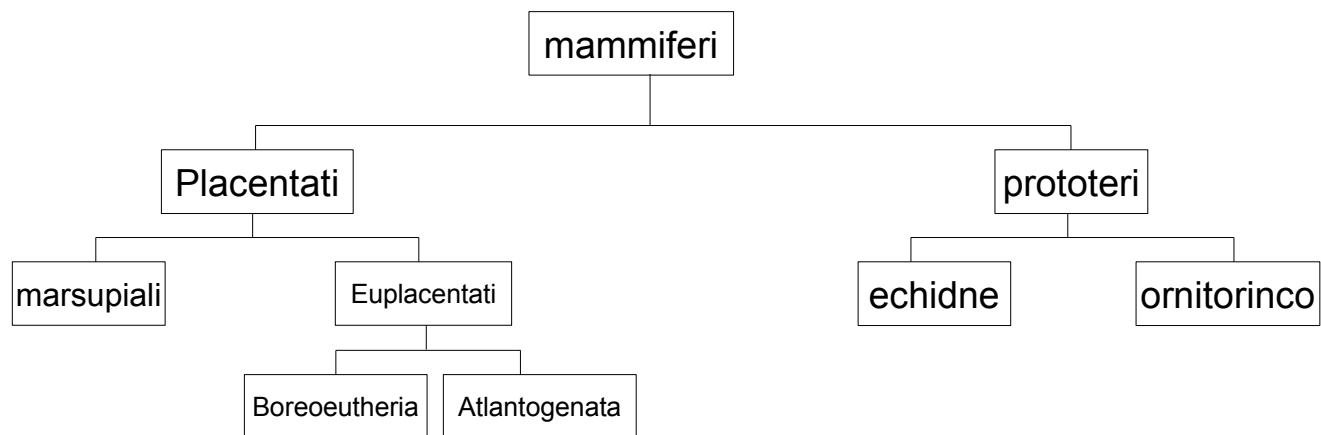 mammiferi
Placentati
prototeri
marsupiali
Euplacentati
echidne
ornitorinco
Boreoeutheria
Atlantogenata